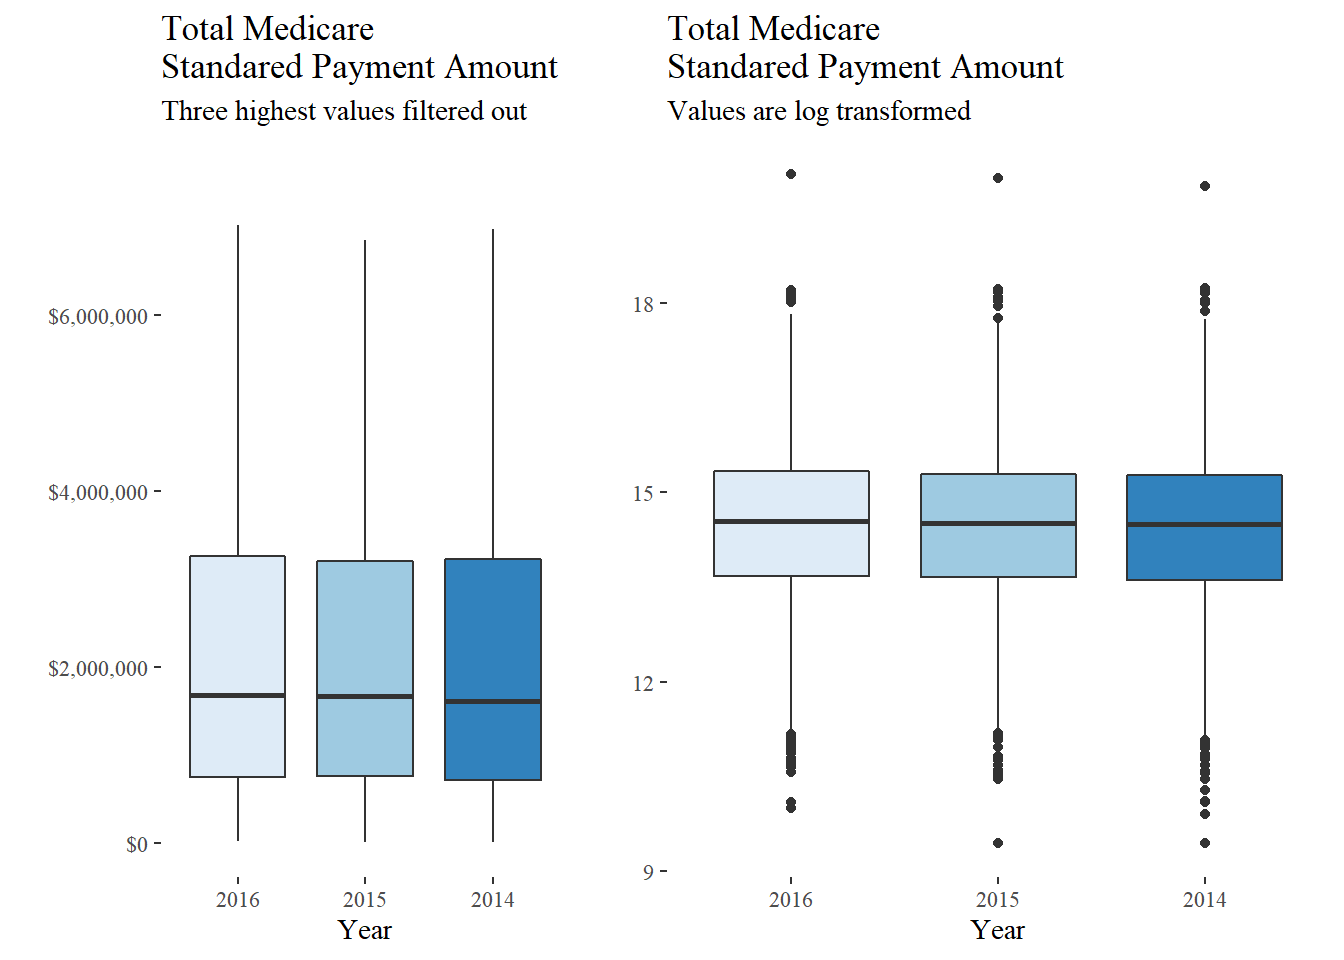 Total Medicare
Standared Payment Amount
Three highest values filtered out
$6,000,000
$4,000,000
$2,000,000
$0
2016 2015 2014
Year
Total Medicare
Standared Payment Amount
Values are log transformed
18
15
12
9
2016 2015 2014
Year